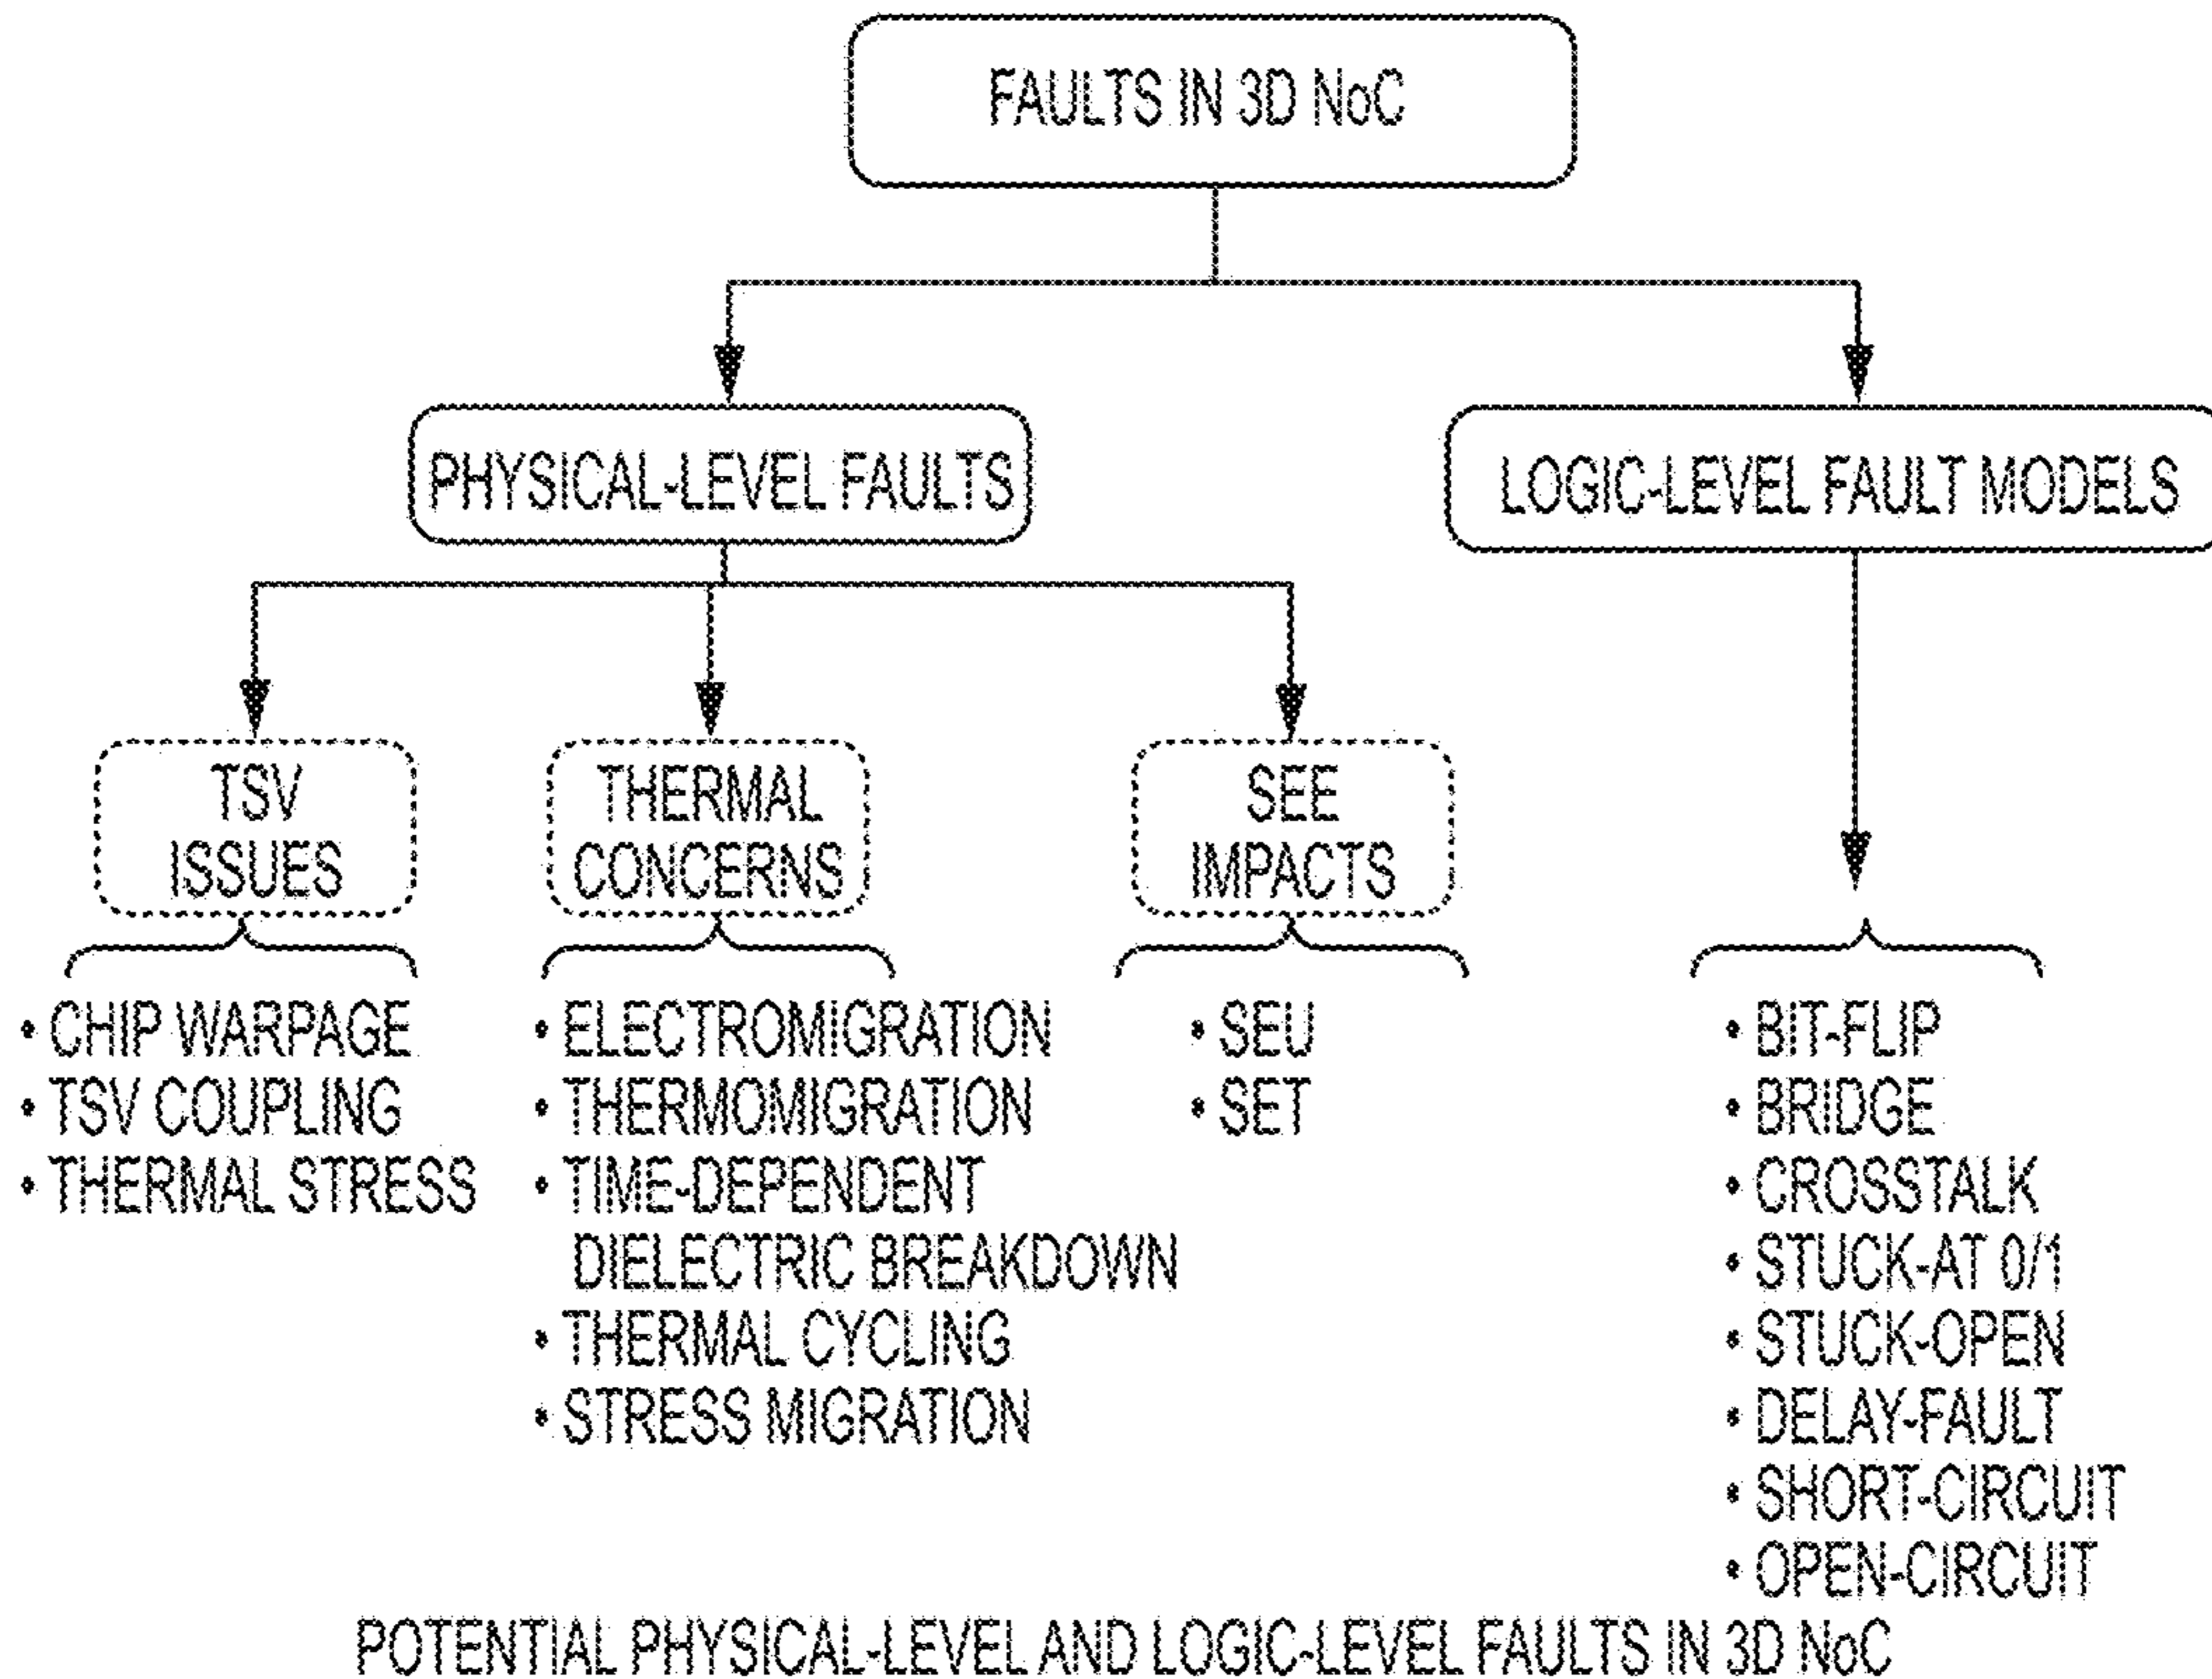 FAULTS IN 3D NoC
PHYSICAL-LEVEL FAULTS
LOGIC-LEVEL FAULT MODELS
TSV
ISSUES
THERMAL
CONCERNS
SEE
IMPACTS
• CHIP WARPAGE
• TSV COUPLING
• THERMAL STRESS
• ELECTROMIGRATION
• THERMOMIGRATION
• TIME-DEPENDENT
DIELECTRIC BREAKDOWN
• THERMAL CYCLING
• STRESS MIGRATION
• SEU
• SET
• BIT-FLIP
• BRIDGE
• CROSSTALK
• STUCK-AT 0/1
• STUCK-OPEN
• DELAY-FAULT
• SHORT-CIRCUIT
• OPEN-CIRCUIT
POTENTIAL PHYSICAL-LEVEL AND LOGIC-LEVEL FAULTS IN 3D NoC